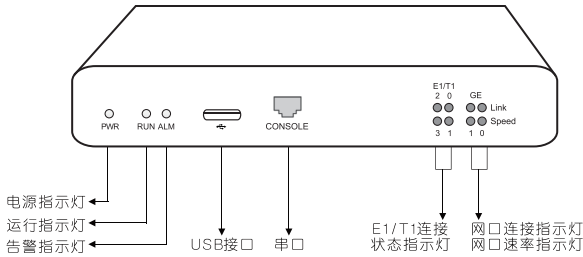 E1/T1
2 0 GE
Link
Speed
3 1 1 0
PWR RUN ALM CONSOLE
电源指示灯
运行指示灯
告警指示灯
USB接口 串口
E1/T1连接
状态指示灯
网口连接指示灯
网口速率指示灯